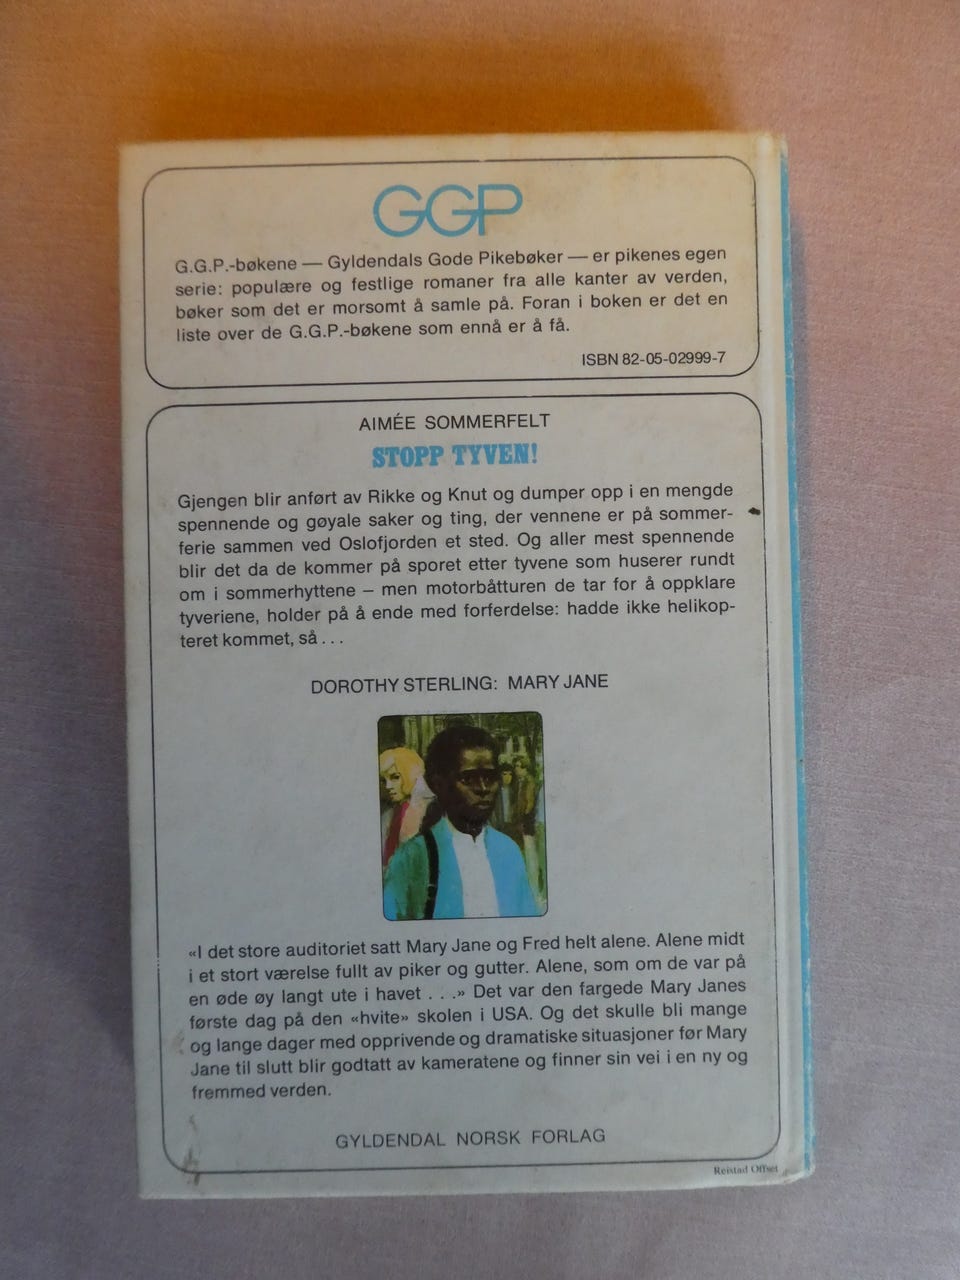 GGP
G.G.P.-bøkene — Gyldendals Gode Pikebøker — er pikenes egen
serie: populære og festlige romaner fra alle kanter av verden,
bøker som det er morsomt å samle på. Foran i boken er det en
liste over de G.G.P.-bøkene som ennå er å få.
ISBN 82-05-02999-7
AIMÉE SOMMERFELT
STOPP TYVEN!
Gjengen blir anført av Rikke og Knut og dumper opp i en mengde
spennende og gøyale saker og ting, der vennene er på sommer-
ferie sammen ved Oslofjorden et sted. Og aller mest spennende
blir det da de kommer på sporet etter tyvene som huserer rundt
om i sommerhyttene – men motorbåtturen de tar for å oppklare
tyveriene, holder på å ende med forferdelse: hadde ikke helikop-
teret kommet, så . . .
DOROTHY STERLING: MARY JANE
«I det store auditoriet satt Mary Jane og Fred helt alene. Alene midt
i et stort værelse fullt av piker og gutter. Alene, som om de var på
en øde øy langt ute i havet . . .» Det var den fargede Mary Janes
første dag på den «hvite» skolen i USA. Og det skulle bli mange
og lange dager med opprivende og dramatiske situasjoner før Mary
Jane til slutt blir godtatt av kameratene og finner sin vei i en ny og
fremmed verden.
GYLDENDAL NORSK FORLAG
Reistad Offset